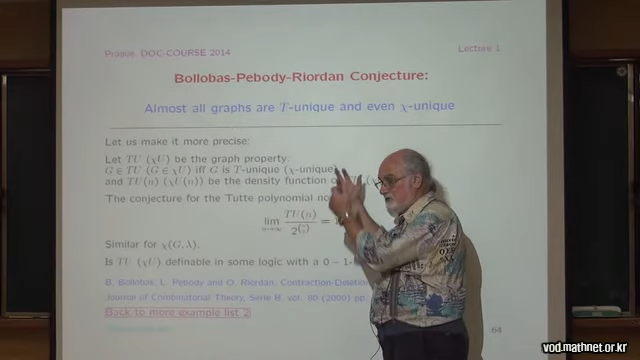 Prague, DOC-COURSE 2014 Lecture 1
Bollobas-Pebody-Riordan Conjecture:
Almost all graphs are T-unique and even χ-unique
Let us make it more precise:
Let TU (χU) be the graph property:
G ∈ TU (G ∈ χU) iff G is T-unique (χ-unique)
and TU(n) (χU(n)) be the density function
The conjecture for the Tutte polynomial
lim n→∞ TU(n) / 2^(n 2) =
Similar for χ(G, λ).
Is TU (χU) definable in some logic with a 0 − 1-
B. Bollobas, L. Pebody and O. Riordan, Contraction-Deletion
Journal of Combinatorial Theory, Serie B, vol. 80 (2000) pp.
Back to more example list 2
64
vod.mathnet.or.kr